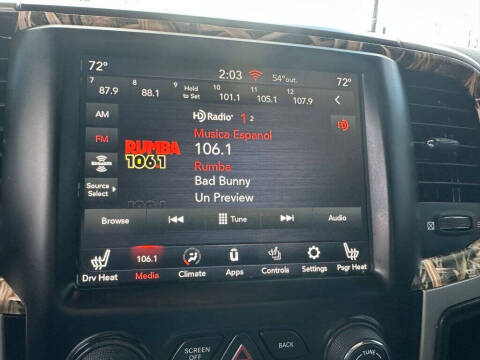 72° 2:03 54°out. 72°
7 8 Hold 10 11 12
87.9 88.1 to Set 101.1 105.1 107.9
AM HD Radio 1 2 HD
Musica Espanol
FM RUMBA 106.1
1061 Rumba
Bad Bunny
Source Select Un Preview
Browse Tune Audio
106.1
Drv Heat Media Climate Apps Controls Settings Psgr Heat
SCREEN OFF BACK